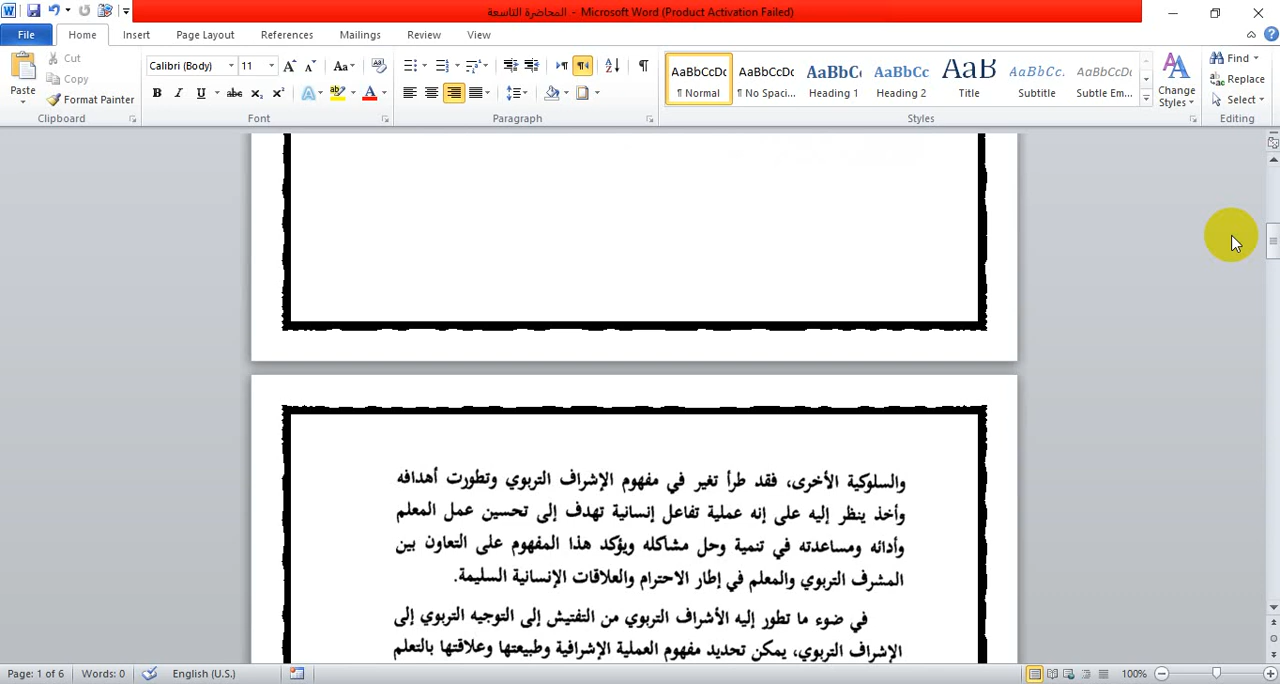 المحاضرة التاسعة - Microsoft Word (Product Activation Failed)
File Home Insert Page Layout References Mailings Review View
Cut
Copy
Format Painter
Paste
Clipboard
Calibri (Body) 11
Font
Paragraph
AaBbCcDc AaBbCcDc AaBbC AaBbCc AaB AaBbCc. AaBbCcDc
¶ Normal ¶ No Spaci... Heading 1 Heading 2 Title Subtitle Subtle Em...
Change Styles
Styles
Find
Replace
Select
Editing
والسلوكية الأخرى، فقد طرأ تغير في مفهوم الإشراف التربوي وتطورت أهدافه
وأخذ ينظر إليه على إنه عملية تفاعل إنسانية تهدف إلى تحسين عمل المعلم
وأدائه ومساعدته في تنمية وحل مشاكله ويؤكد هذا المفهوم على التعاون بين
المشرف التربوي والمعلم في إطار الاحترام والعلاقات الإنسانية السليمة.
في ضوء ما تطور إليه الأشراف التربوي من التفتيش إلى التوجيه التربوي إلى
الإشراف التربوي، يمكن تحديد مفهوم العملية الإشرافية وطبيعتها وعلاقتها بالتعلم
Page: 1 of 6 Words: 0 English (U.S.) 100%